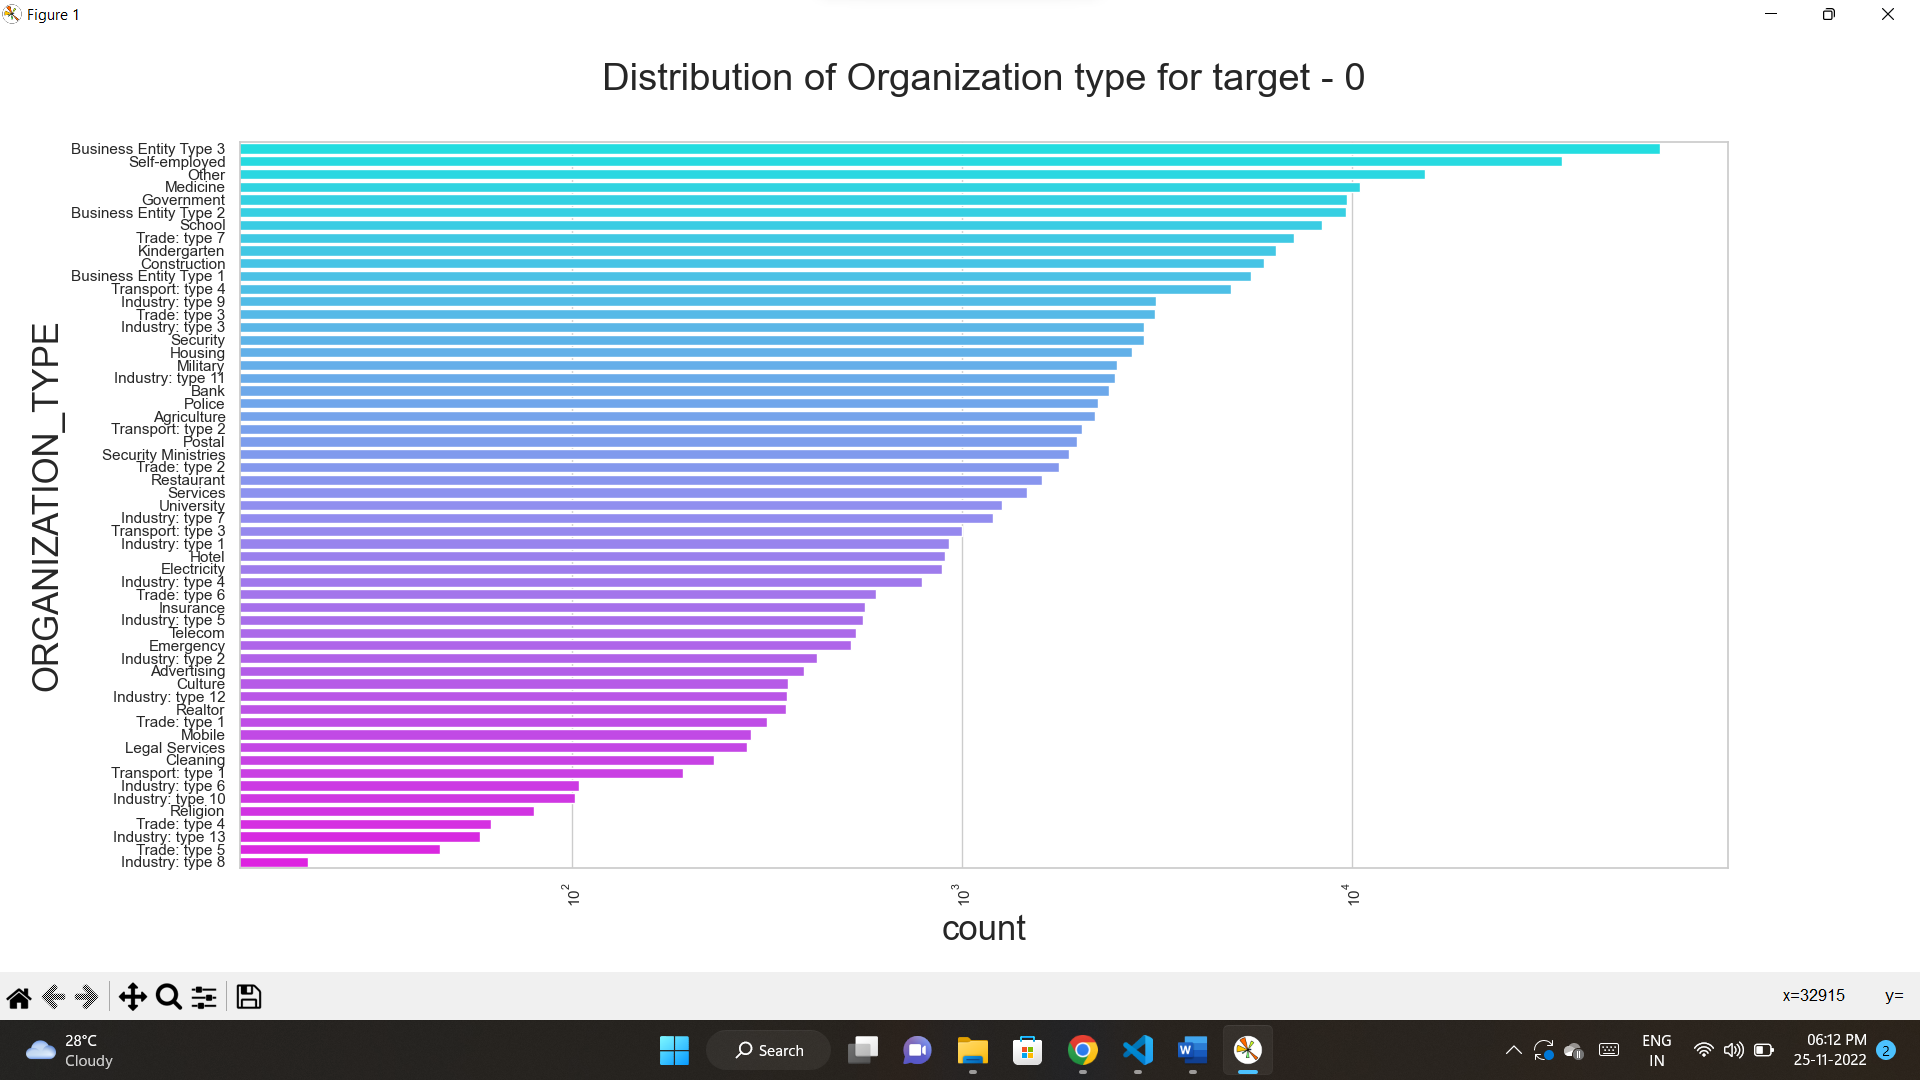 Figure 1
Distribution of Organization type for target - 0
ORGANIZATION_TYPE
Business Entity Type 3
Self-employed
Other
Medicine
Government
Business Entity Type 2
School
Trade: type 7
Kindergarten
Construction
Business Entity Type 1
Transport: type 4
Industry: type 9
Trade: type 3
Industry: type 3
Security
Housing
Military
Industry: type 11
Bank
Police
Agriculture
Transport: type 2
Postal
Security Ministries
Trade: type 2
Restaurant
Services
University
Industry: type 7
Transport: type 3
Industry: type 1
Hotel
Electricity
Industry: type 4
Trade: type 6
Insurance
Industry: type 5
Telecom
Emergency
Industry: type 2
Advertising
Culture
Industry: type 12
Realtor
Trade: type 1
Mobile
Legal Services
Cleaning
Transport: type 1
Industry: type 6
Industry: type 10
Religion
Trade: type 4
Industry: type 13
Trade: type 5
Industry: type 8
10² 10³ 10⁴
count
x=32915 y=
28°C
Cloudy
Search
ENG
IN
06:12 PM
25-11-2022
2